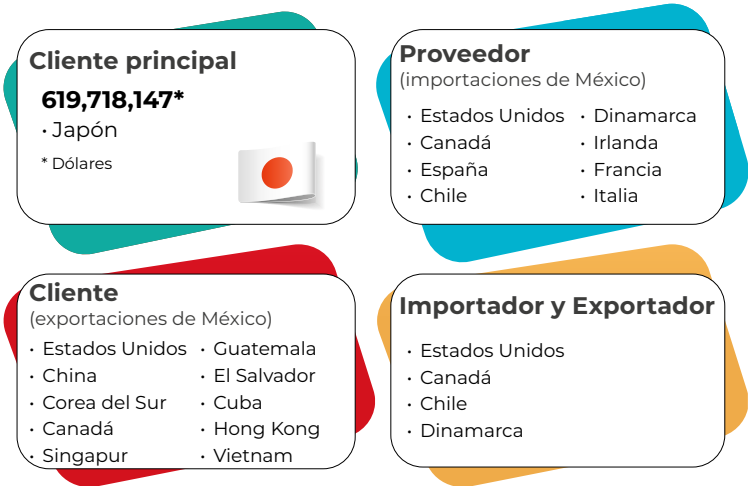 Cliente principal
619,718,147*
· Japón
* Dólares
Proveedor
(importaciones de México)
· Estados Unidos
· Canadá
· España
· Chile
· Dinamarca
· Irlanda
· Francia
· Italia
Cliente
(exportaciones de México)
· Estados Unidos
· China
· Corea del Sur
· Canadá
· Singapur
· Guatemala
· El Salvador
· Cuba
· Hong Kong
· Vietnam
Importador y Exportador
· Estados Unidos
· Canadá
· Chile
· Dinamarca